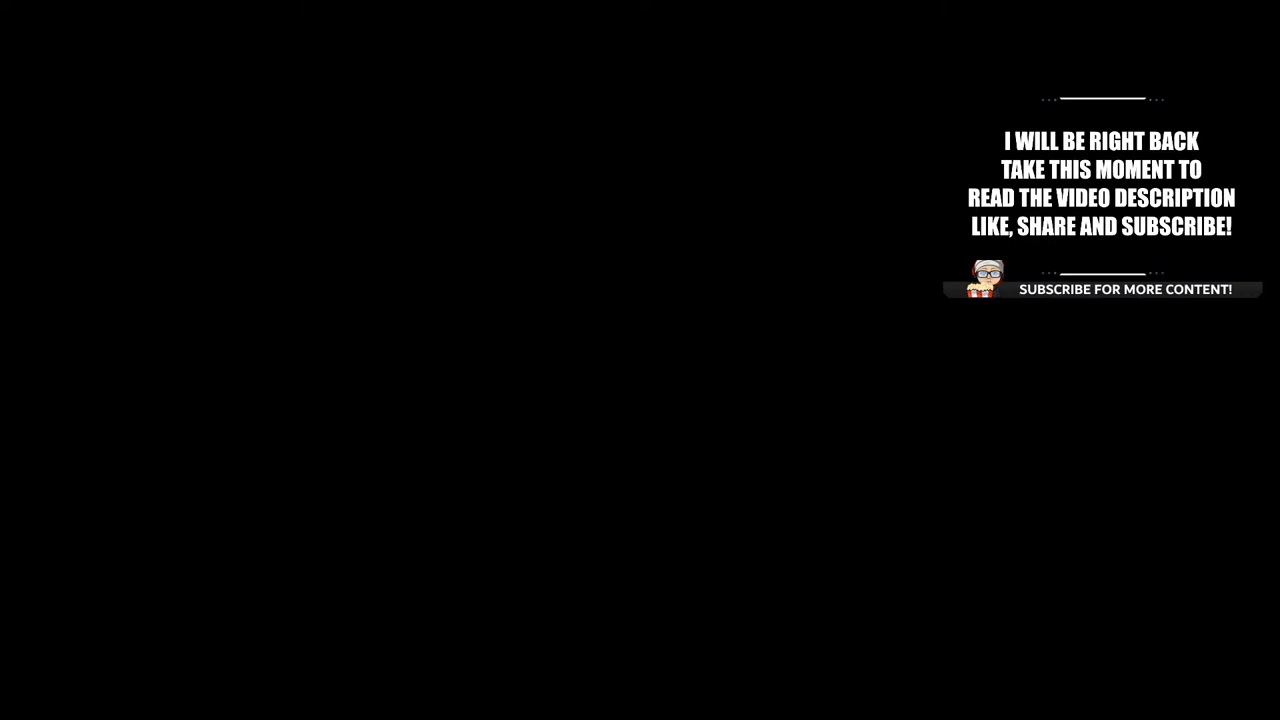 I WILL BE RIGHT BACK
TAKE THIS MOMENT TO
READ THE VIDEO DESCRIPTION
LIKE, SHARE AND SUBSCRIBE!
SUBSCRIBE FOR MORE CONTENT!